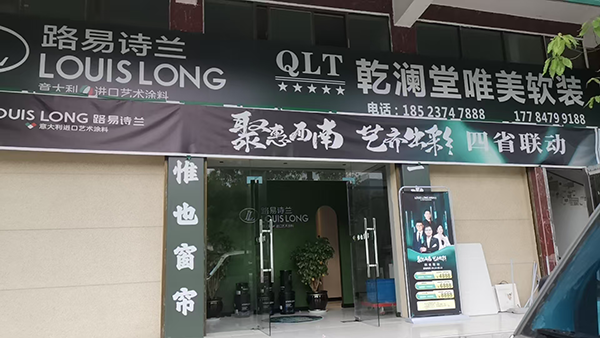 路易诗兰
LOUIS LONG
意大利进口艺术涂料
QLT
★★★★★
乾澜堂唯美软装
电话:185 2374 7888
177 8479 9188
LOUIS LONG 路易诗兰
意大利进口艺术涂料
聚惠西南 艺齐出彩 四省联动
惟也窗帘
路易诗兰
LOUIS LONG